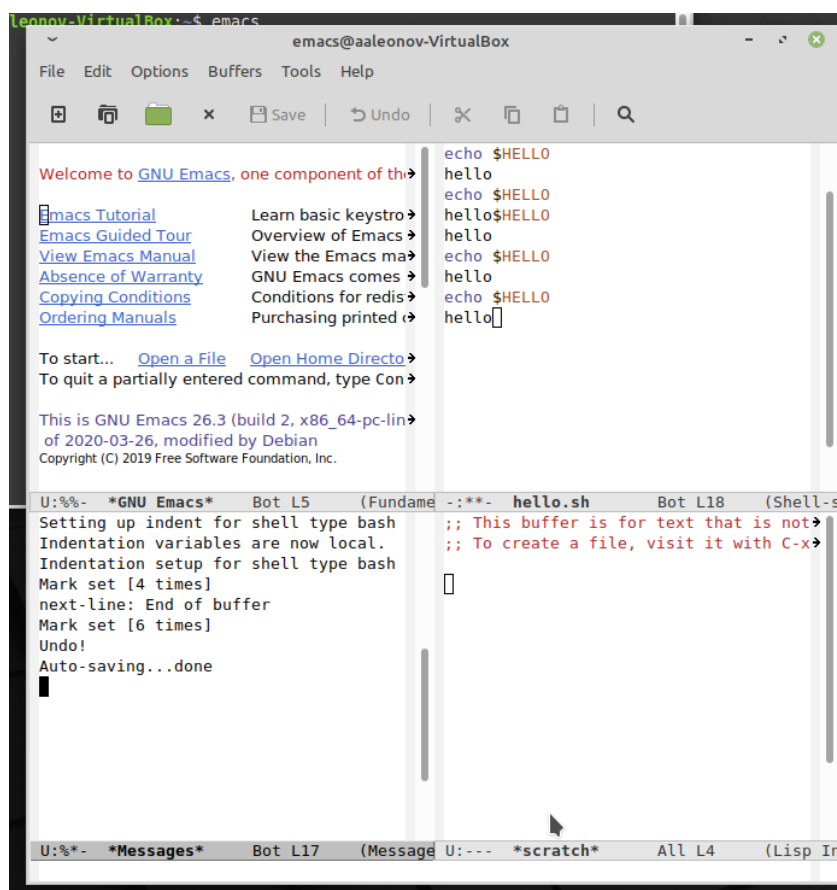 leonov-VirtualBox:~$ emacs
emacs@aaleonov-VirtualBox
File Edit Options Buffers Tools Help
Save Undo
Welcome to GNU Emacs, one component of the
Emacs Tutorial Learn basic keystro
Emacs Guided Tour Overview of Emacs
View Emacs Manual View the Emacs ma
Absence of Warranty GNU Emacs comes
Copying Conditions Conditions for redis
Ordering Manuals Purchasing printed
To start... Open a File Open Home Directo
To quit a partially entered command, type Con
This is GNU Emacs 26.3 (build 2, x86_64-pc-lin
of 2020-03-26, modified by Debian
Copyright (C) 2019 Free Software Foundation, Inc.
U:%%- *GNU Emacs* Bot L5 (Fundame
echo $HELLO
hello
echo $HELLO
hello$HELLO
hello
echo $HELLO
hello
echo $HELLO
hello
-:**- hello.sh Bot L18 (Shell-s
Setting up indent for shell type bash
Indentation variables are now local.
Indentation setup for shell type bash
Mark set [4 times]
next-line: End of buffer
Mark set [6 times]
Undo!
Auto-saving...done
U:%*- *Messages* Bot L17 (Message
;; This buffer is for text that is not
;; To create a file, visit it with C-x
U:--- *scratch* All L4 (Lisp In